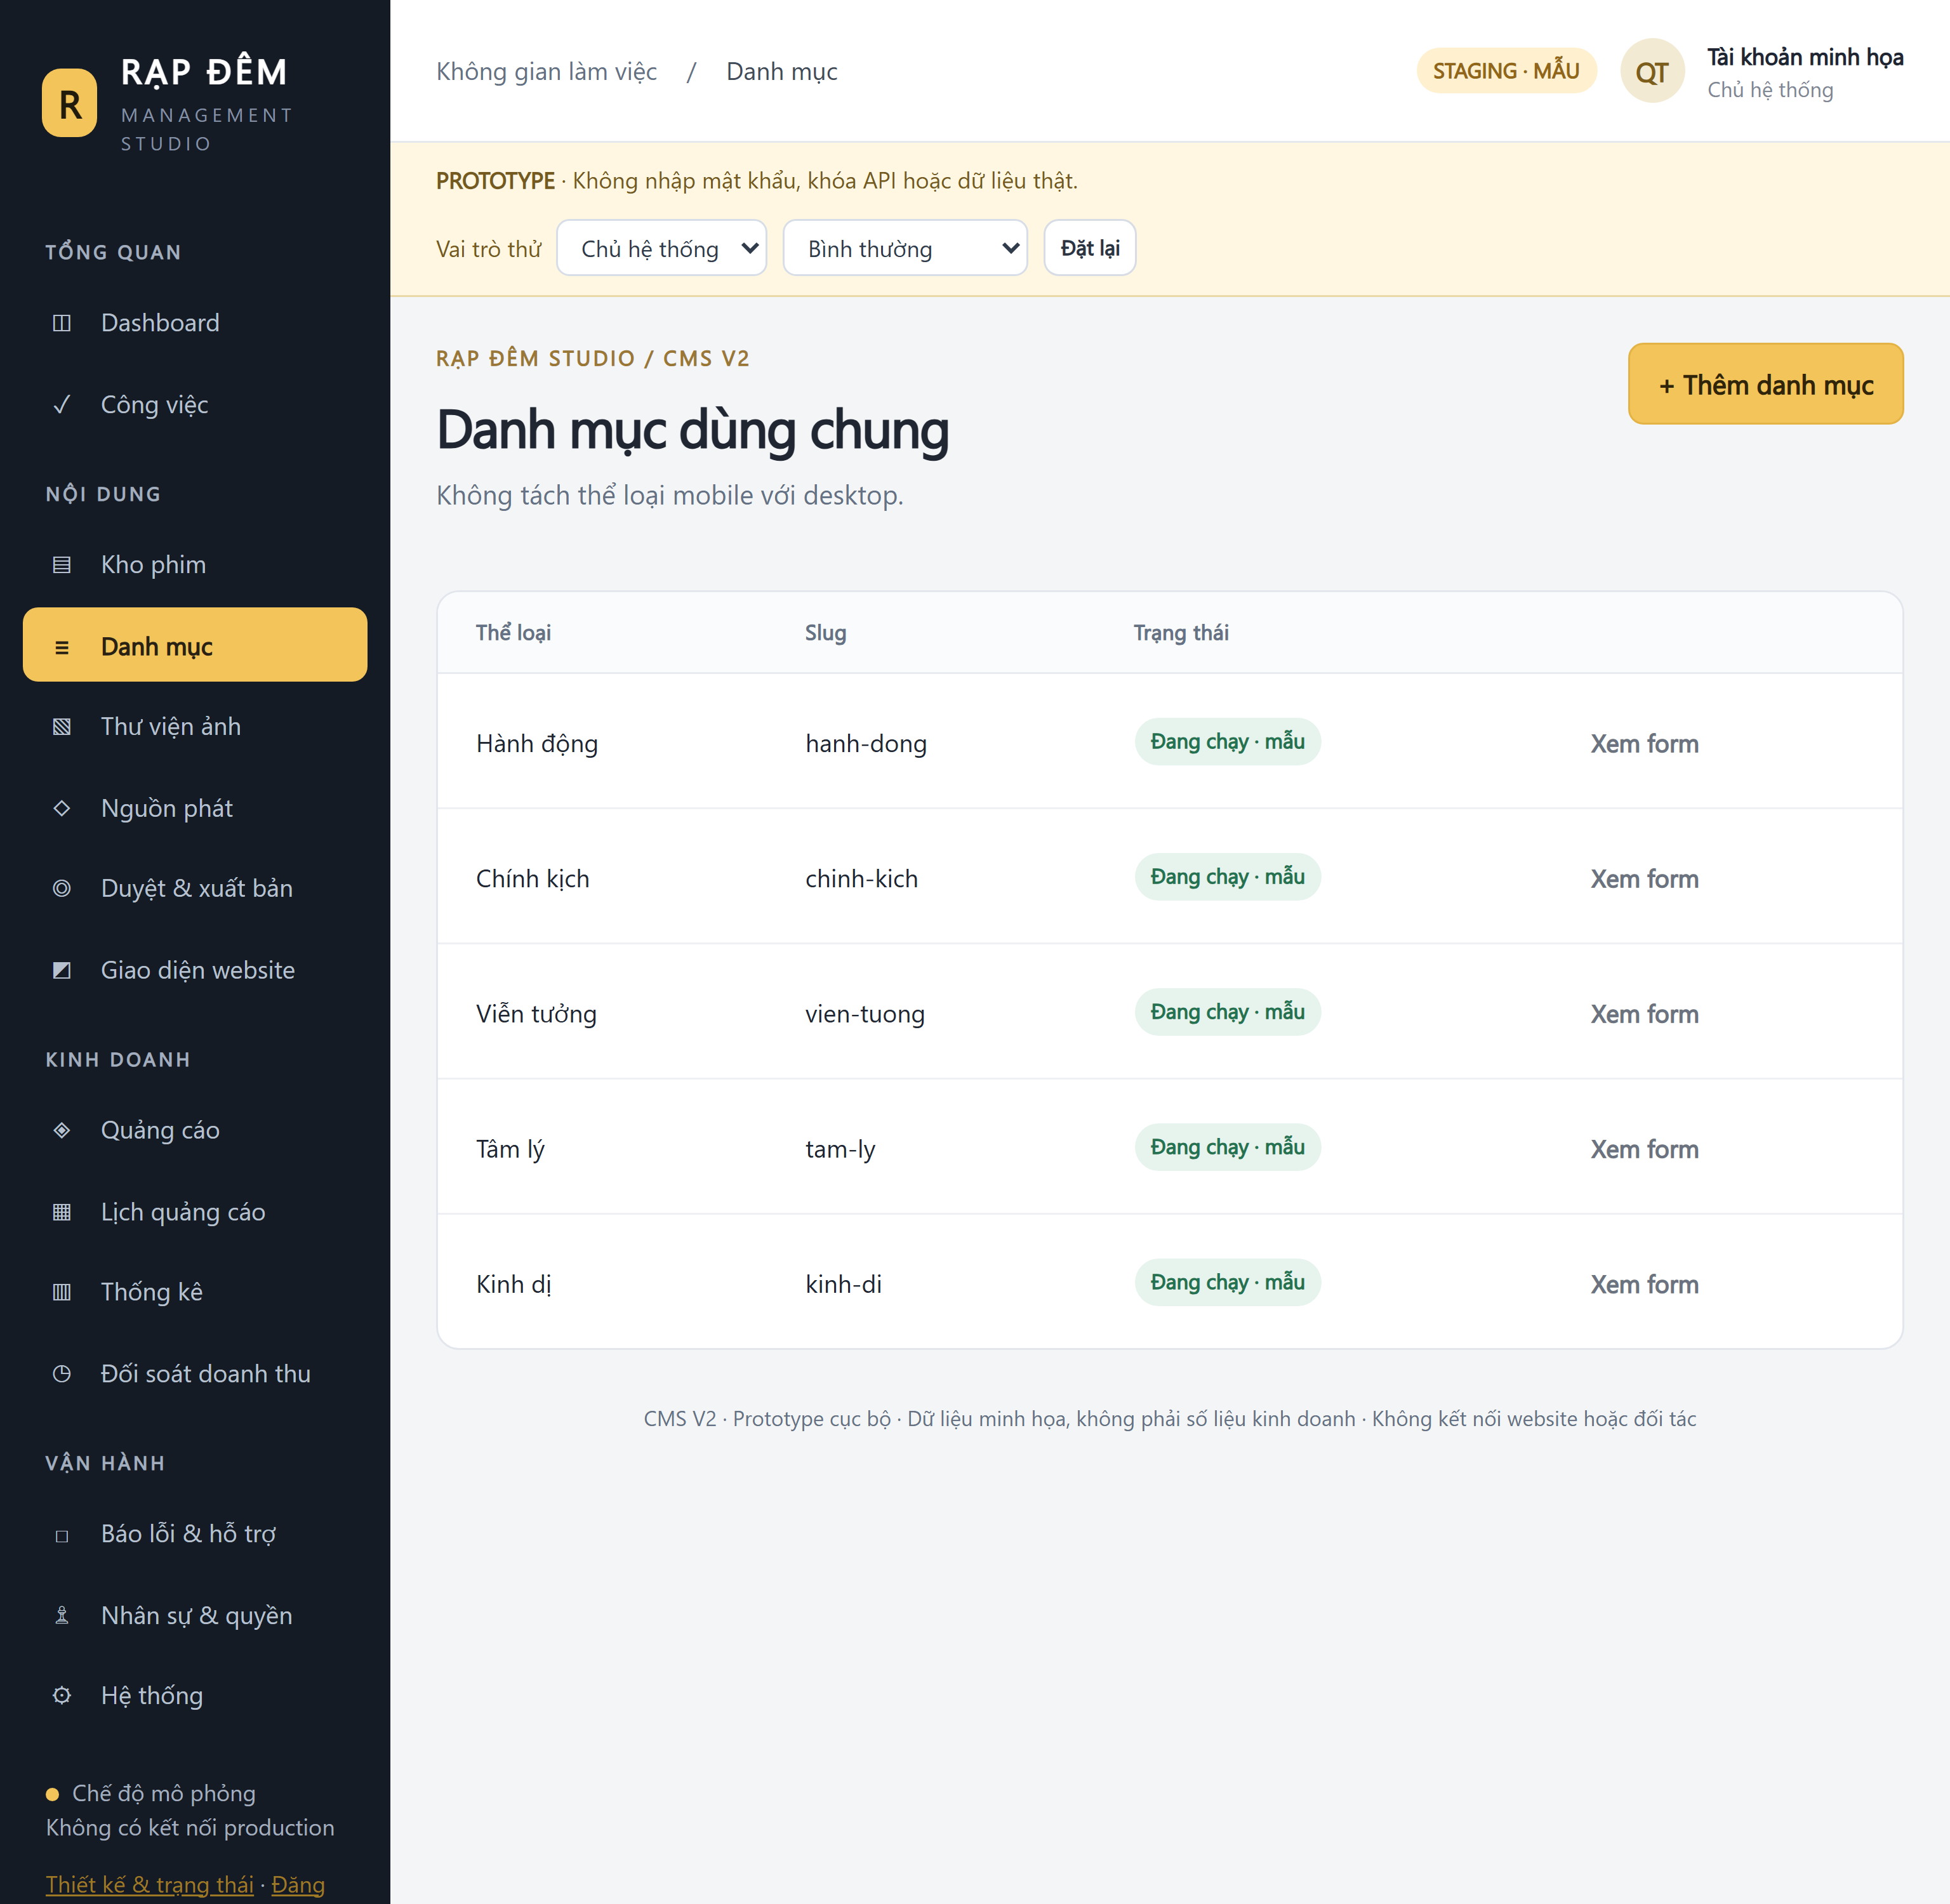 R
RẠP ĐÊM
MANAGEMENT
STUDIO
TỔNG QUAN
Dashboard
Công việc
NỘI DUNG
Kho phim
Danh mục
Thư viện ảnh
Nguồn phát
Duyệt & xuất bản
Giao diện website
KINH DOANH
Quảng cáo
Lịch quảng cáo
Thống kê
Đối soát doanh thu
VẬN HÀNH
Báo lỗi & hỗ trợ
Nhân sự & quyền
Hệ thống
Chế độ mô phỏng
Không có kết nối production
Thiết kế & trạng thái · Đăng
Không gian làm việc / Danh mục
STAGING · MẪU
QT
Tài khoản minh họa
Chủ hệ thống
PROTOTYPE · Không nhập mật khẩu, khóa API hoặc dữ liệu thật.
Vai trò thử Chủ hệ thống Bình thường Đặt lại
RẠP ĐÊM STUDIO / CMS V2
Danh mục dùng chung
Không tách thể loại mobile với desktop.
+ Thêm danh mục
Thể loại Slug Trạng thái
Hành động hanh-dong Đang chạy · mẫu Xem form
Chính kịch chinh-kich Đang chạy · mẫu Xem form
Viễn tưởng vien-tuong Đang chạy · mẫu Xem form
Tâm lý tam-ly Đang chạy · mẫu Xem form
Kinh dị kinh-di Đang chạy · mẫu Xem form
CMS V2 · Prototype cục bộ · Dữ liệu minh họa, không phải số liệu kinh doanh · Không kết nối website hoặc đối tác